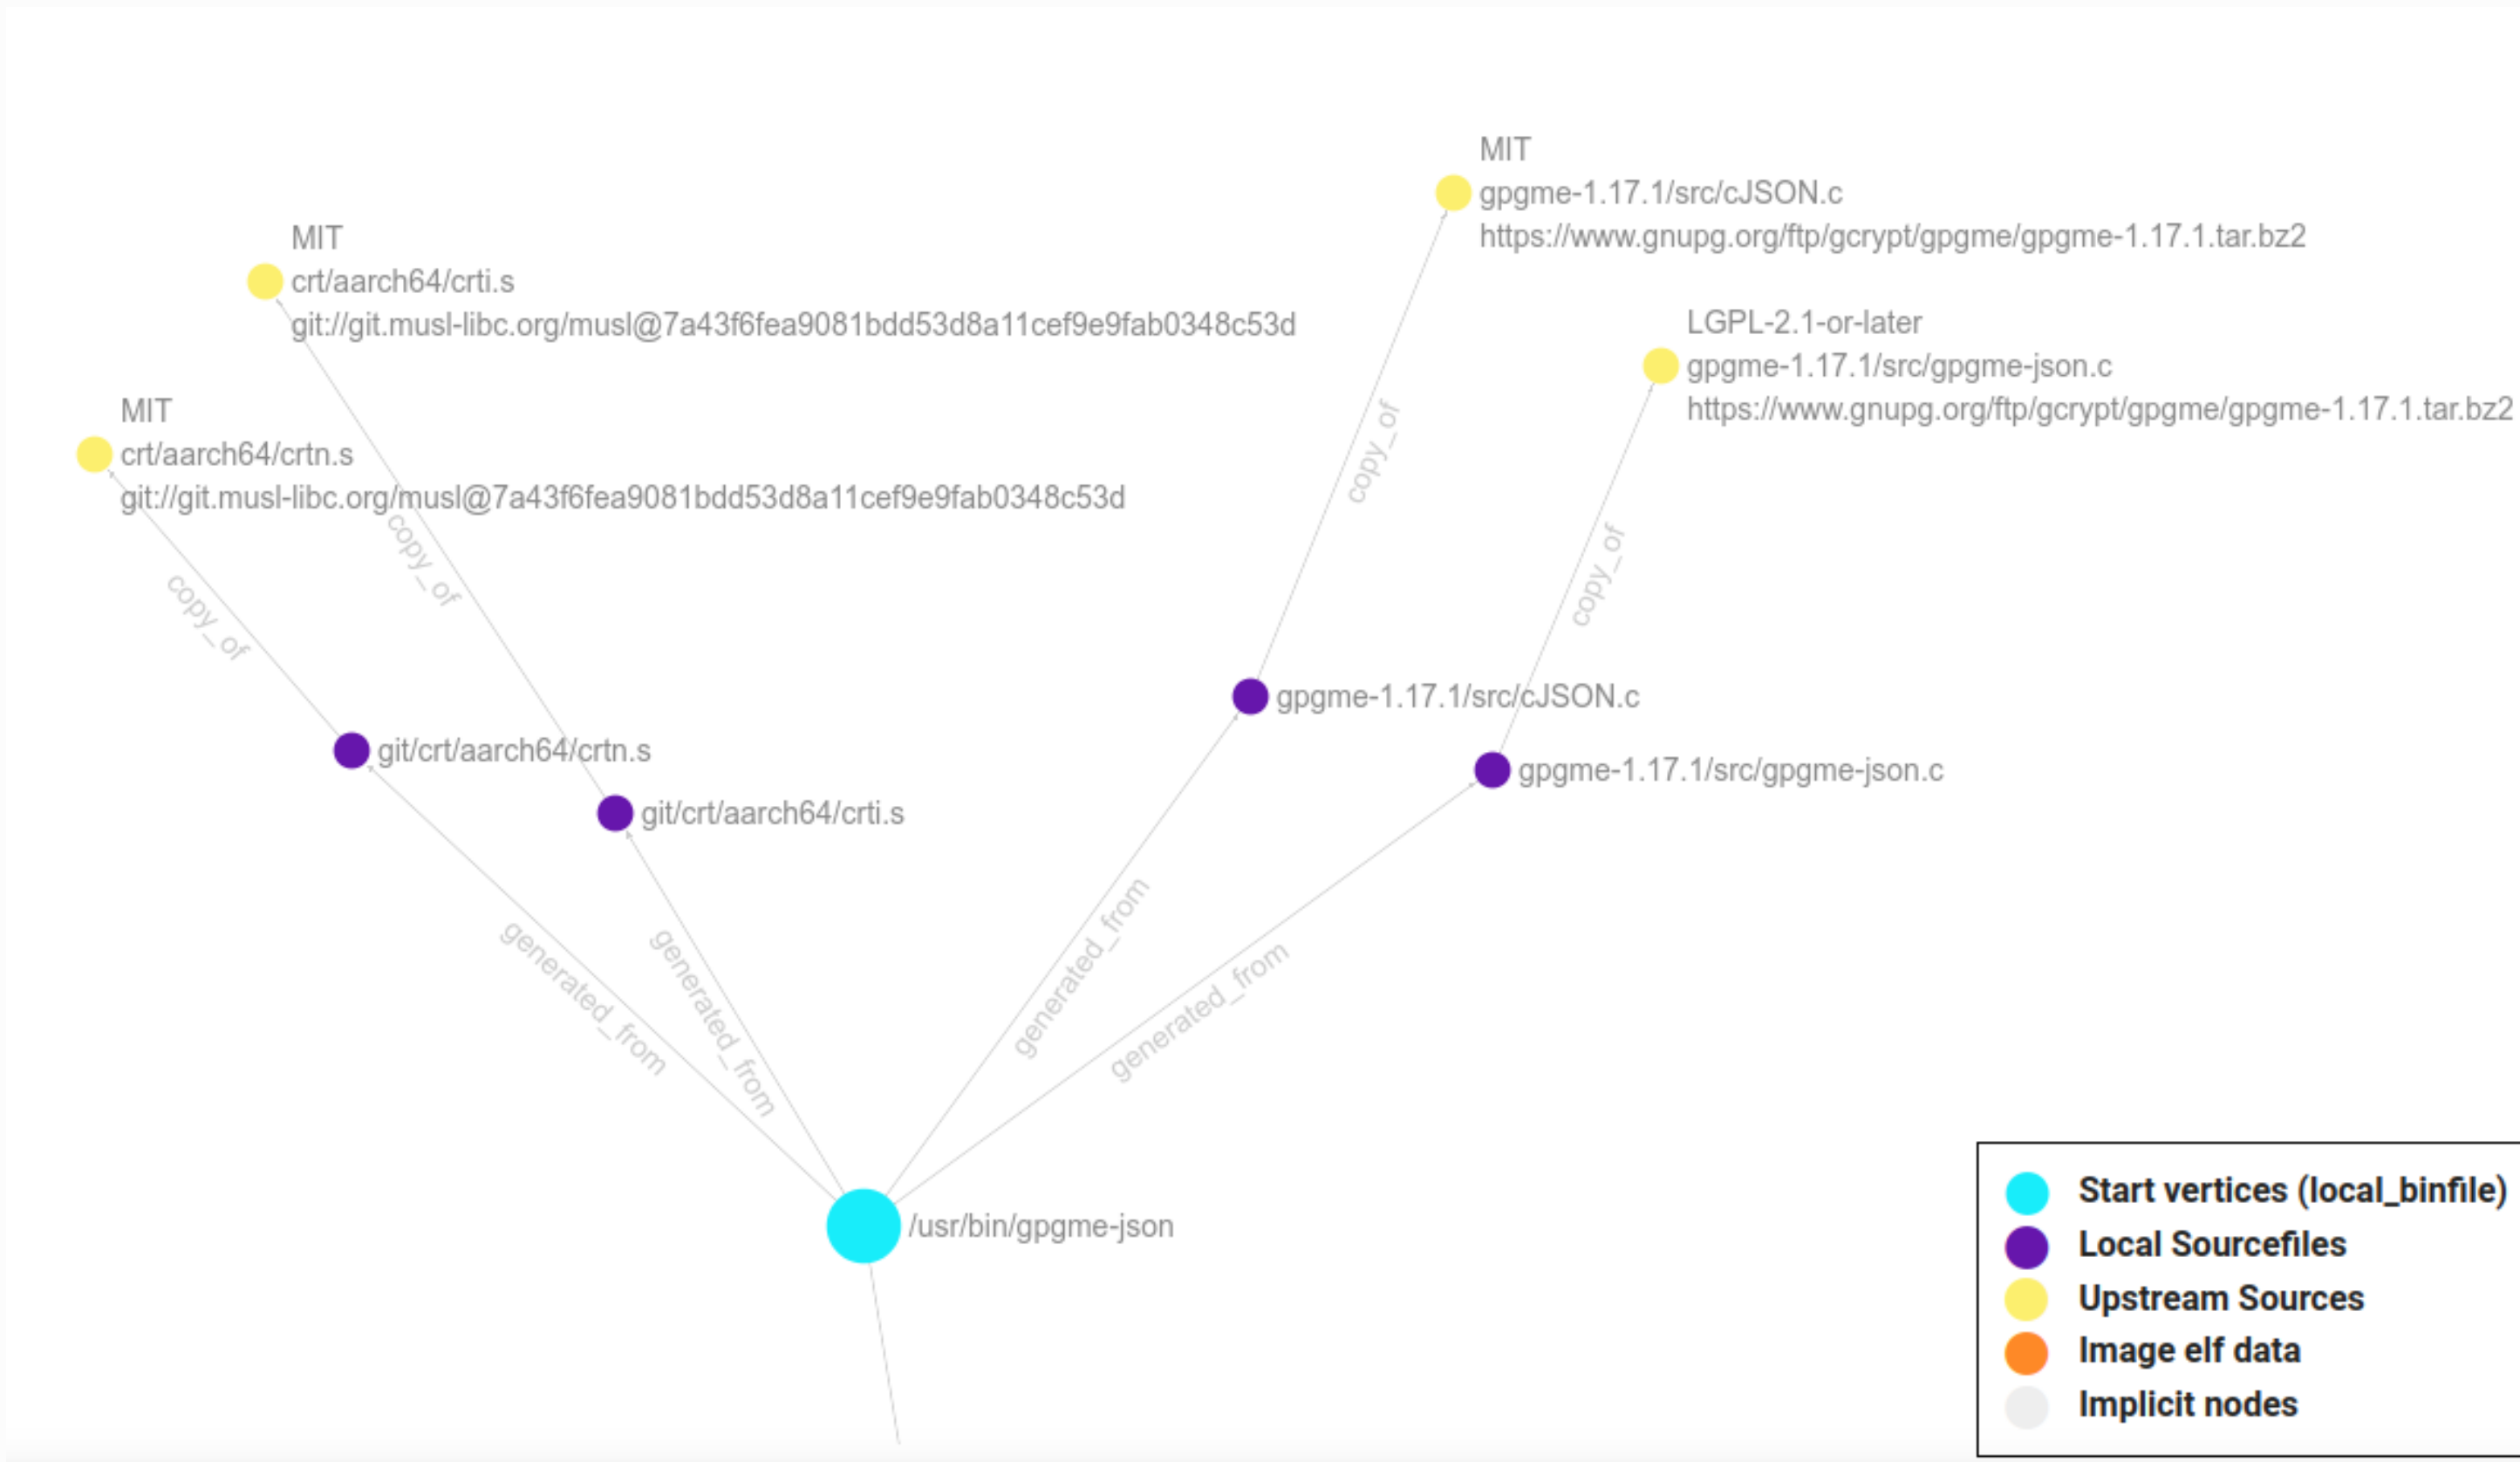 MIT
gpgme-1.17.1/src/cJSON.c
https://www.gnupg.org/ftp/gcrypt/gpgme/gpgme-1.17.1.tar.bz2
MIT
crt/aarch64/crti.s
git://git.musl-libc.org/musl@7a43f6fea9081bdd53d8a11cef9e9fab0348c53d
LGPL-2.1-or-later
gpgme-1.17.1/src/gpgme-json.c
https://www.gnupg.org/ftp/gcrypt/gpgme/gpgme-1.17.1.tar.bz2
MIT
crt/aarch64/crtn.s
git://git.musl-libc.org/musl@7a43f6fea9081bdd53d8a11cef9e9fab0348c53d
copy_of
copy_of
copy_of
copy_of
gpgme-1.17.1/src/cJSON.c
git/crt/aarch64/crtn.s
gpgme-1.17.1/src/gpgme-json.c
git/crt/aarch64/crti.s
generated_from
generated_from
generated_from
generated_from
/usr/bin/gpgme-json
Start vertices (local_binfile)
Local Sourcefiles
Upstream Sources
Image elf data
Implicit nodes